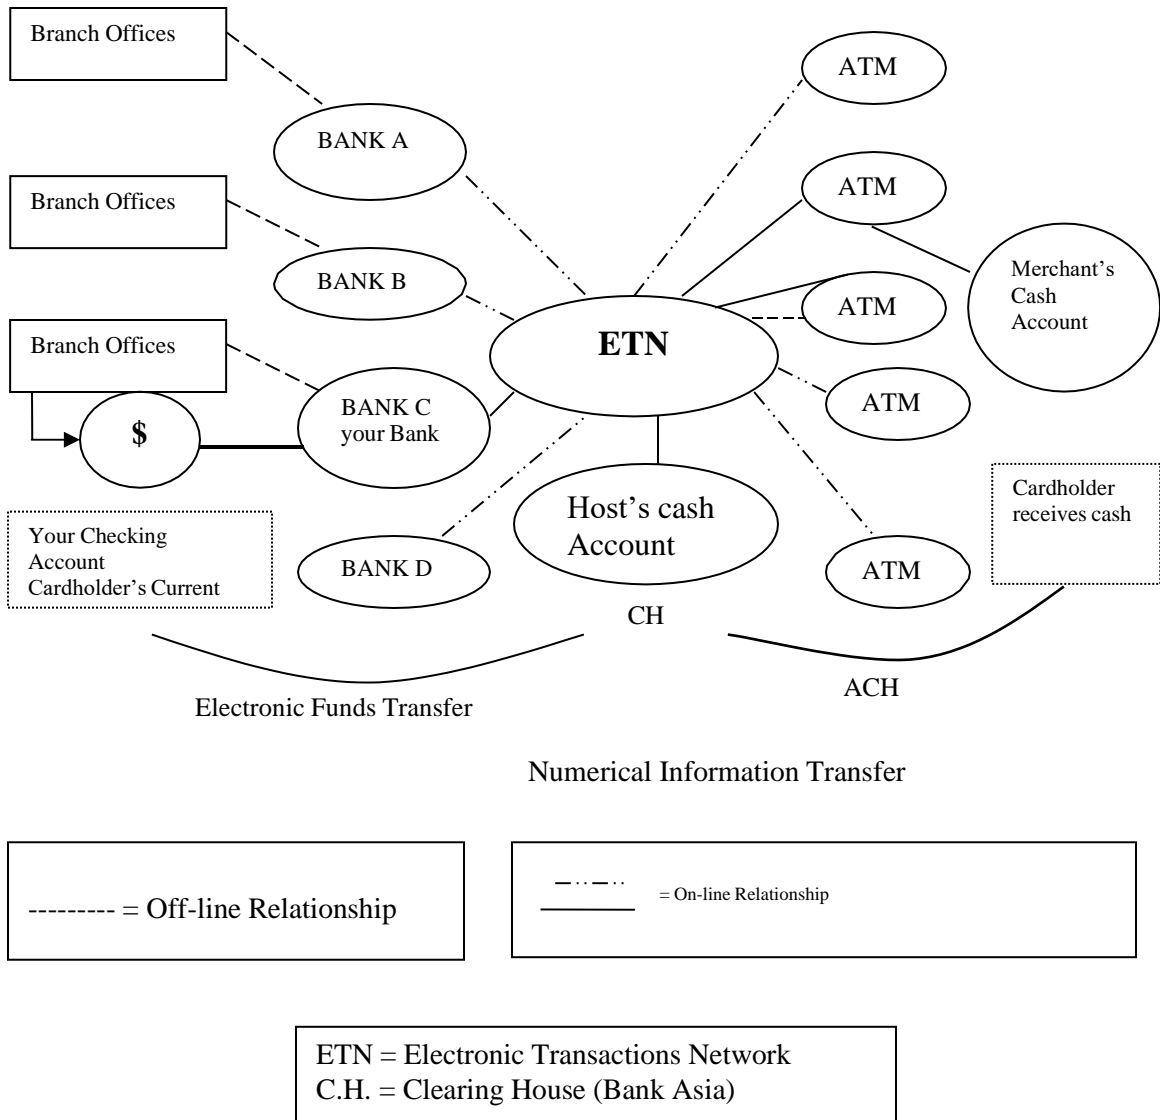 Branch Offices
ATM
BANK A
ATM
Branch Offices
Merchant’s
Cash
Account
BANK B
ATM
ETN
Branch Offices
BANK C
your Bank
ATM
$
Host’s cash
Account
Cardholder
receives cash
Your Checking
Account
Cardholder’s Current
BANK D
ATM
CH
ACH
Electronic Funds Transfer
Numerical Information Transfer
--------- = Off-line Relationship
= On-line Relationship
ETN = Electronic Transactions Network
C.H. = Clearing House (Bank Asia)